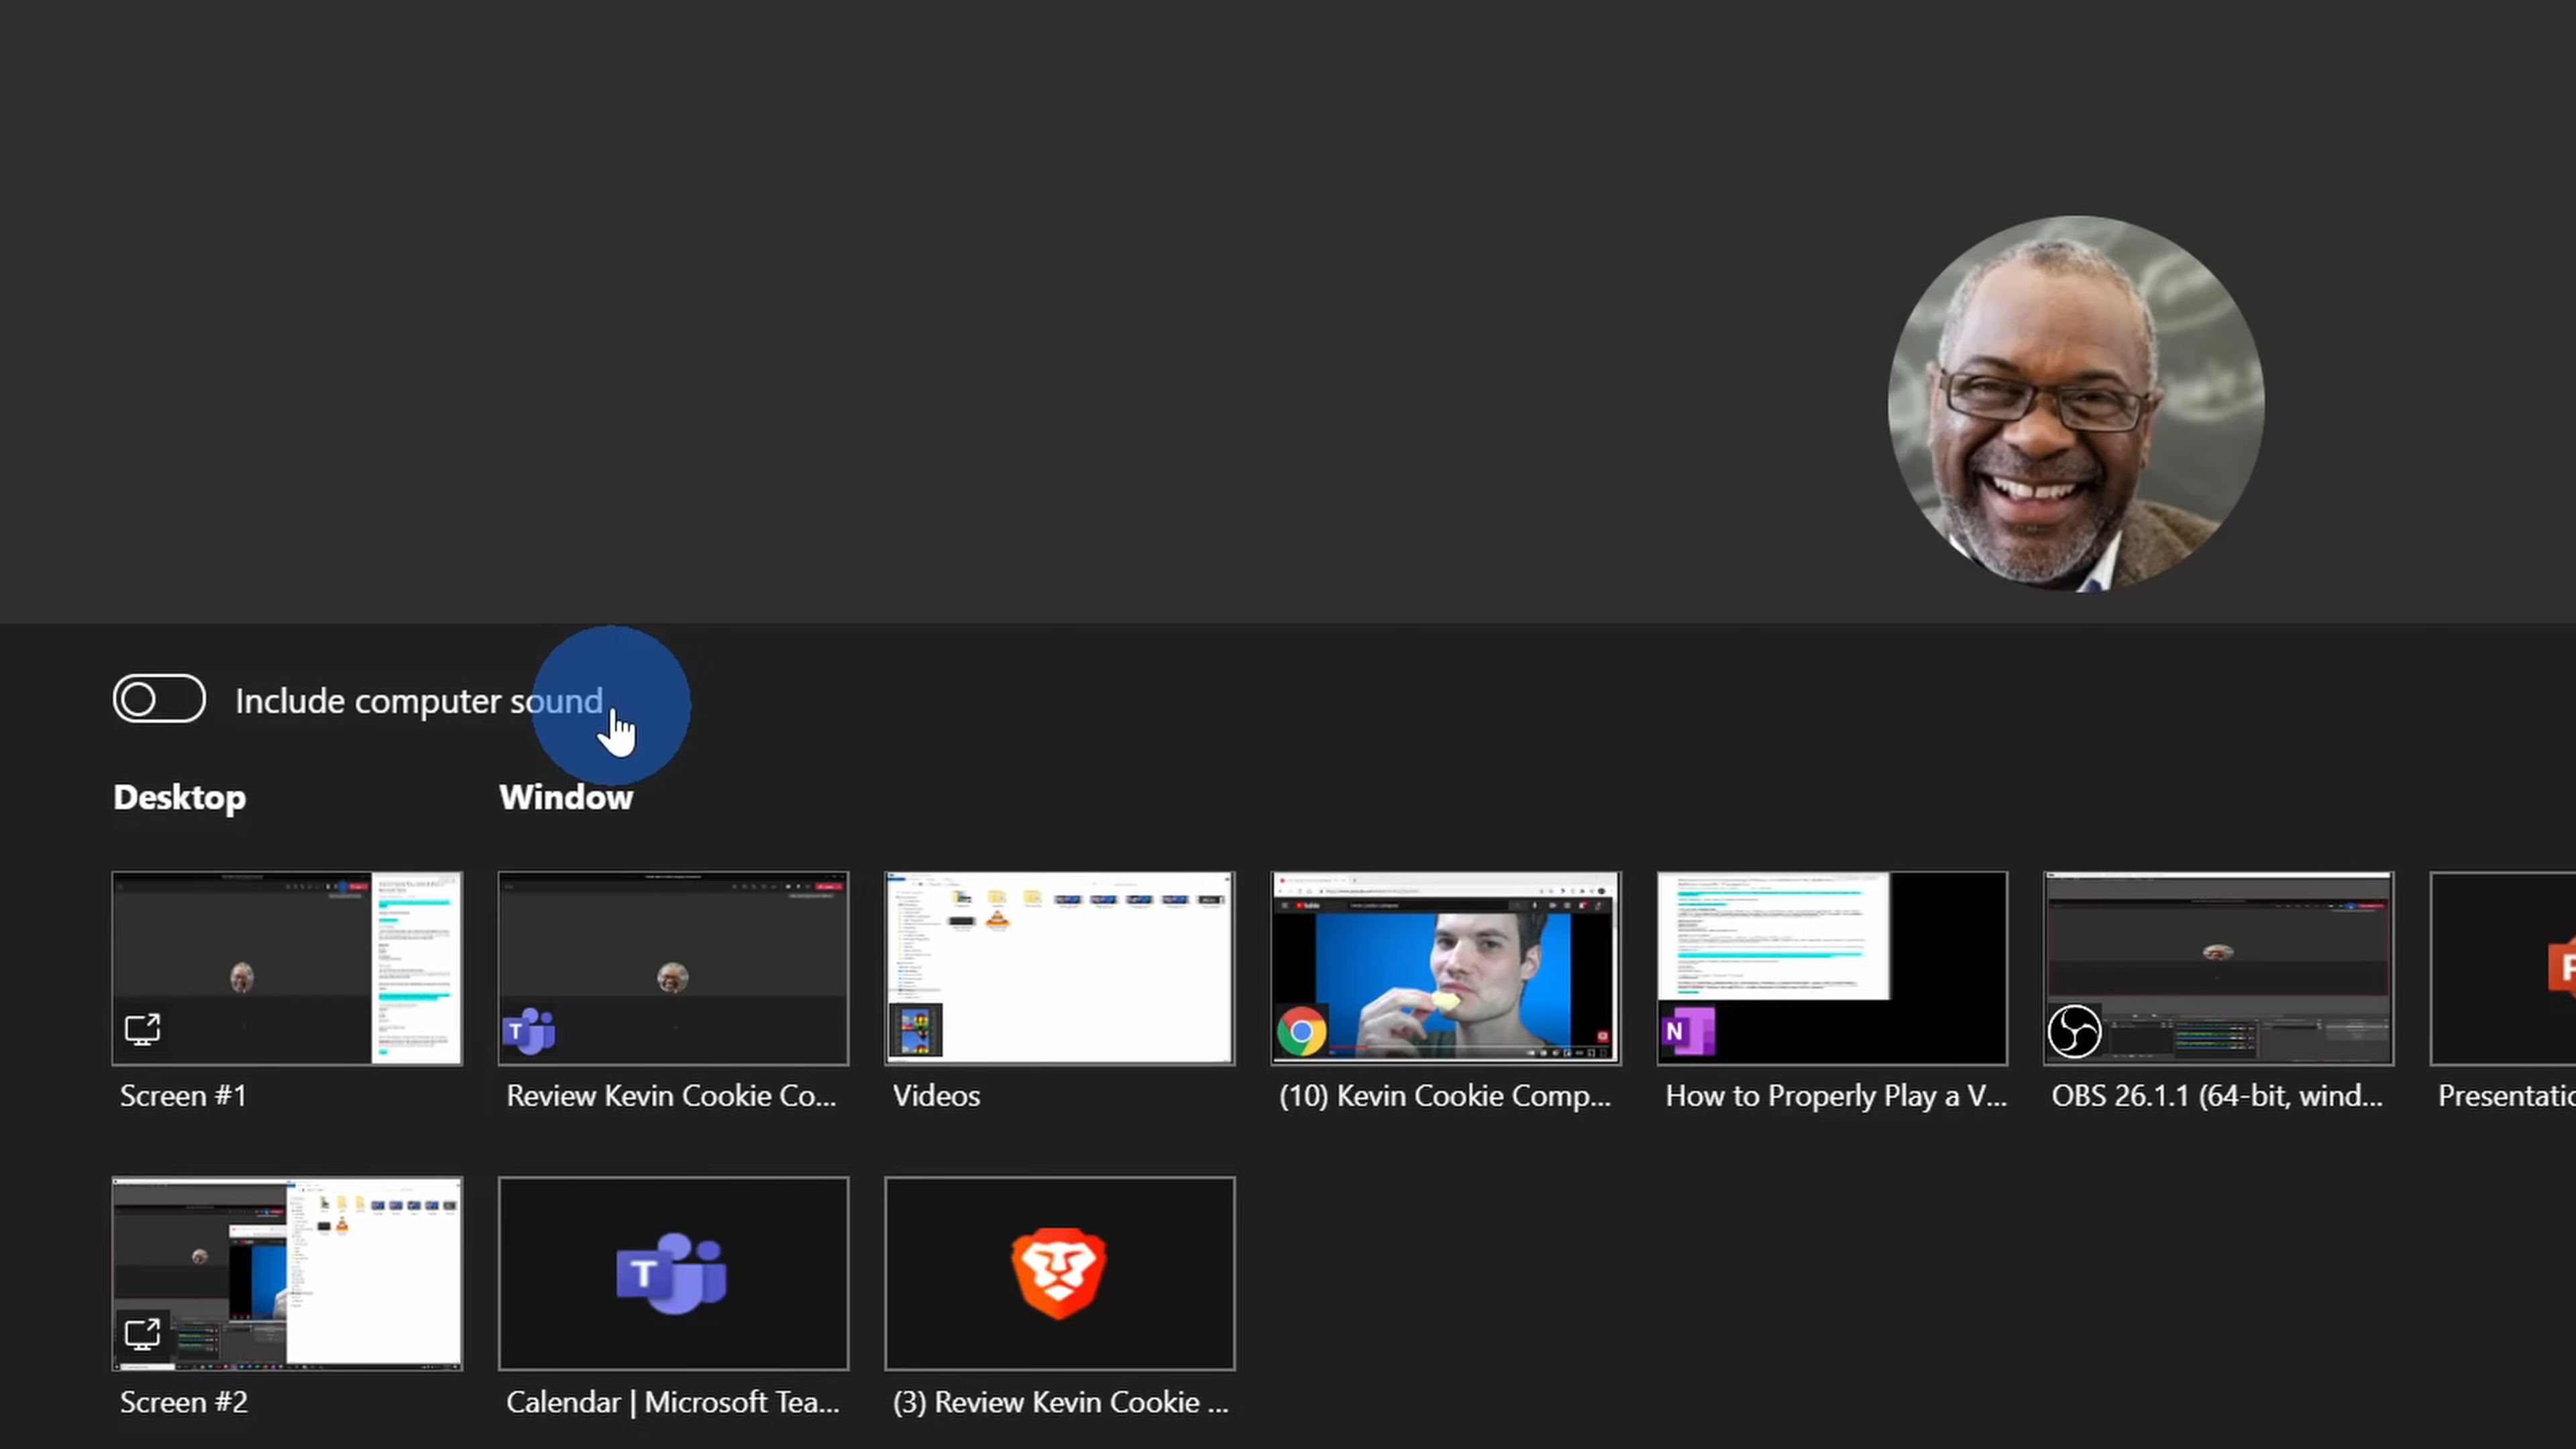 Include computer sound
Desktop
Window
Screen #1
Review Kevin Cookie Co...
Videos
(10) Kevin Cookie Comp...
How to Properly Play a V...
OBS 26.1.1 (64-bit, wind...
Presentatio
Screen #2
Calendar | Microsoft Tea...
(3) Review Kevin Cookie ...